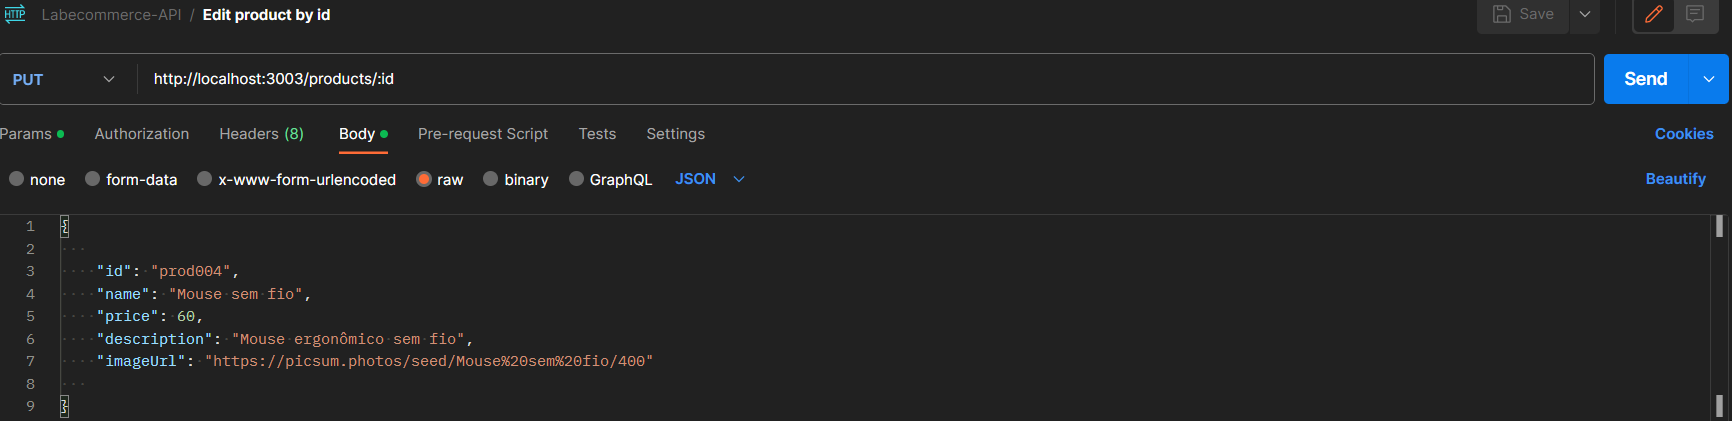 HTTP Labecommerce-API / Edit product by id Save
PUT http://localhost:3003/products/:id Send
Params Authorization Headers (8) Body Pre-request Script Tests Settings Cookies
none form-data x-www-form-urlencoded raw binary GraphQL JSON Beautify
1 {
2
3 "id": "prod004",
4 "name": "Mouse sem fio",
5 "price": 60,
6 "description": "Mouse ergonômico sem fio",
7 "imageUrl": "https://picsum.photos/seed/Mouse%20sem%20fio/400"
8
9 }